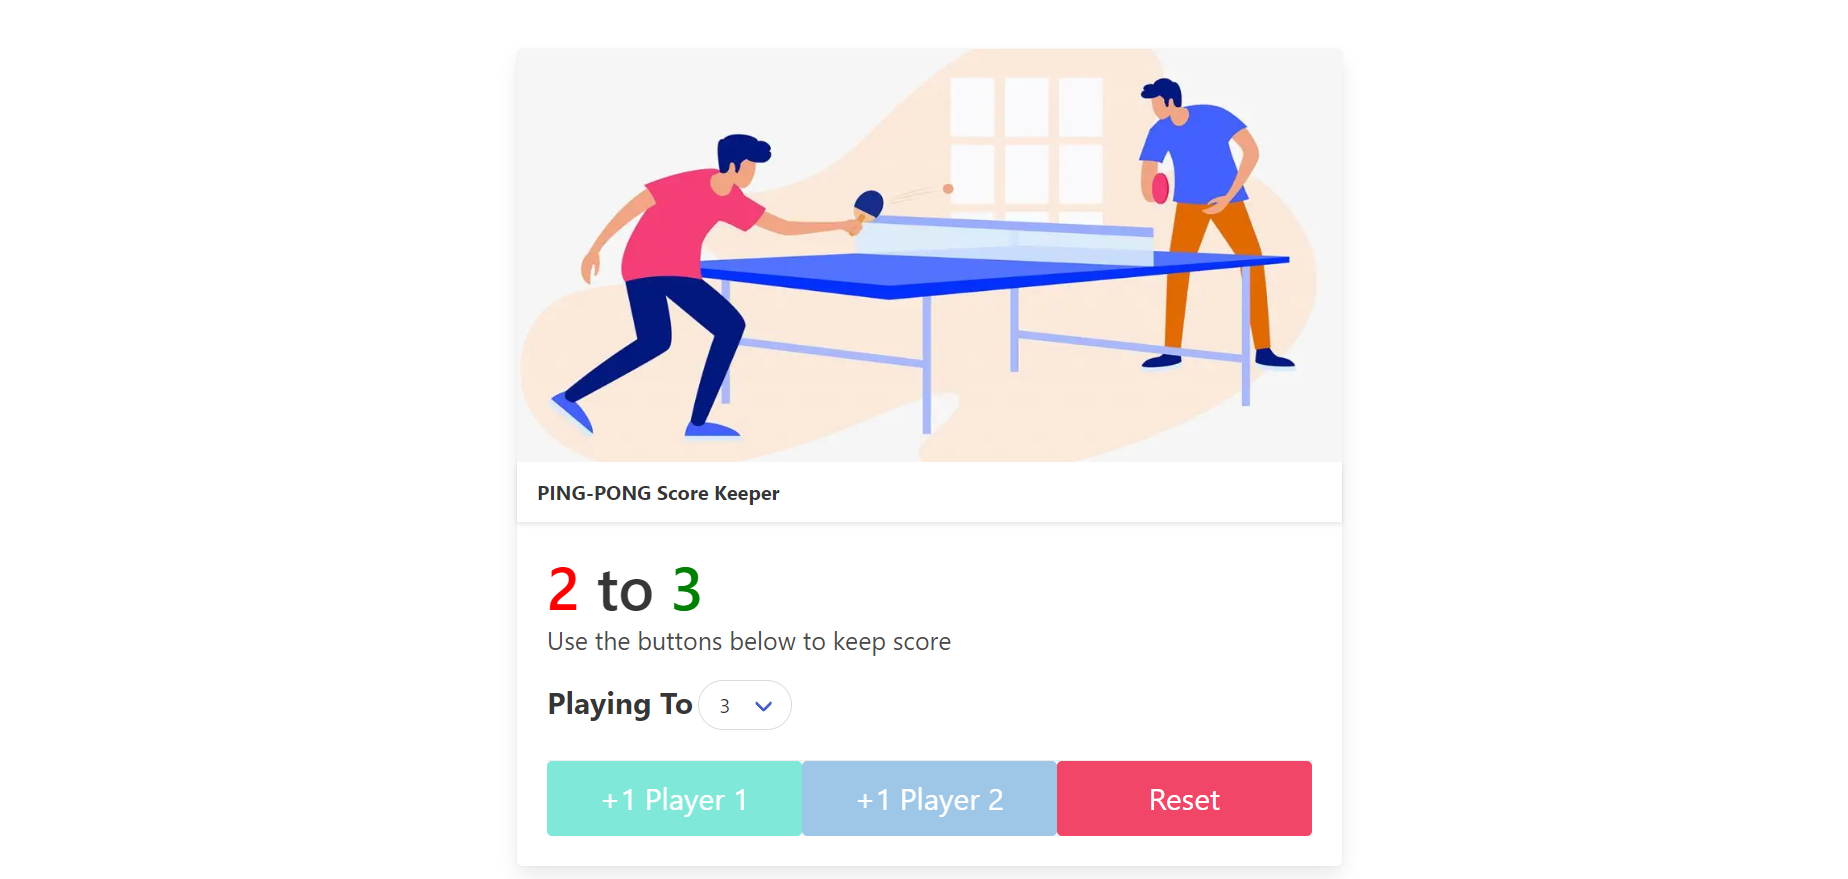 PING-PONG Score Keeper
2 to 3
Use the buttons below to keep score
Playing To 3
+1 Player 1 +1 Player 2 Reset